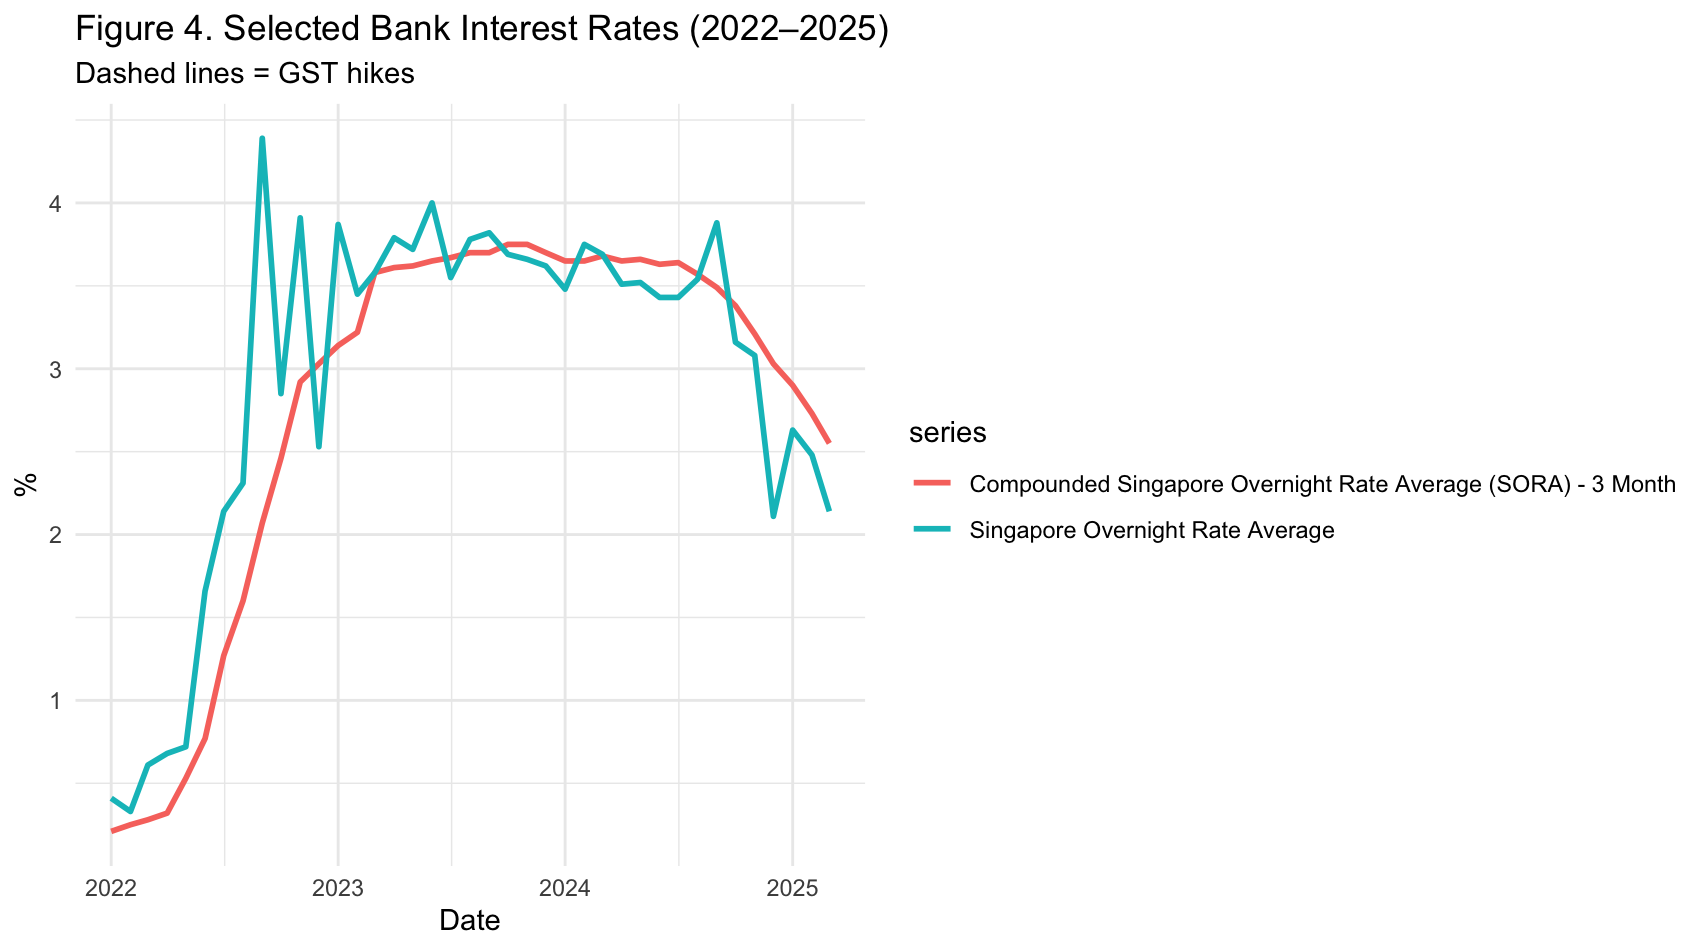 Figure 4. Selected Bank Interest Rates (2022–2025)
Dashed lines = GST hikes
4
3
2
1
%
2022
2023
2024
2025
Date
series
Compounded Singapore Overnight Rate Average (SORA) - 3 Month
Singapore Overnight Rate Average